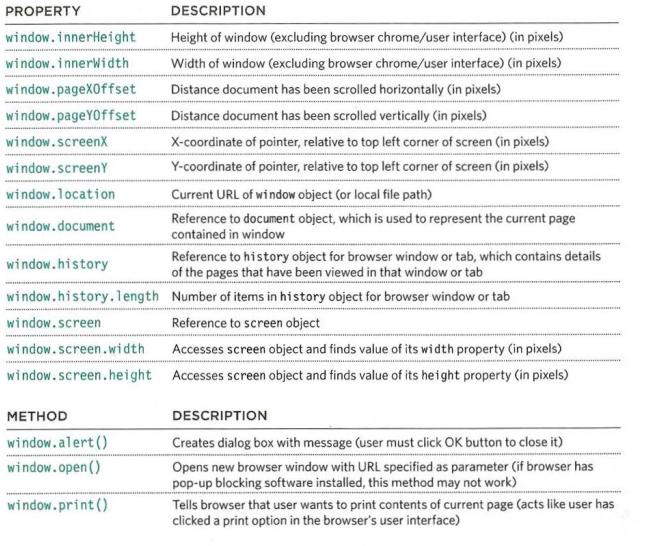 PROPERTY DESCRIPTION
window.innerHeight Height of window (excluding browser chrome/user interface) (in pixels)
window.innerWidth Width of window (excluding browser chrome/user interface) (in pixels)
window.pageXOffset Distance document has been scrolled horizontally (in pixels)
window.pageYOffset Distance document has been scrolled vertically (in pixels)
window.screenX X-coordinate of pointer, relative to top left corner of screen (in pixels)
window.screenY Y-coordinate of pointer, relative to top left corner of screen (in pixels)
window.location Current URL of window object (or local file path)
window.document Reference to document object, which is used to represent the current page
contained in window
window.history Reference to history object for browser window or tab, which contains details
of the pages that have been viewed in that window or tab
window.history.length Number of items in history object for browser window or tab
window.screen Reference to screen object
window.screen.width Accesses screen object and finds value of its width property (in pixels)
window.screen.height Accesses screen object and finds value of its height property (in pixels)
METHOD DESCRIPTION
window.alert() Creates dialog box with message (user must click OK button to close it)
window.open() Opens new browser window with URL specified as parameter (if browser has
pop-up blocking software installed, this method may not work)
window.print() Tells browser that user wants to print contents of current page (acts like user has
clicked a print option in the browser's user interface)